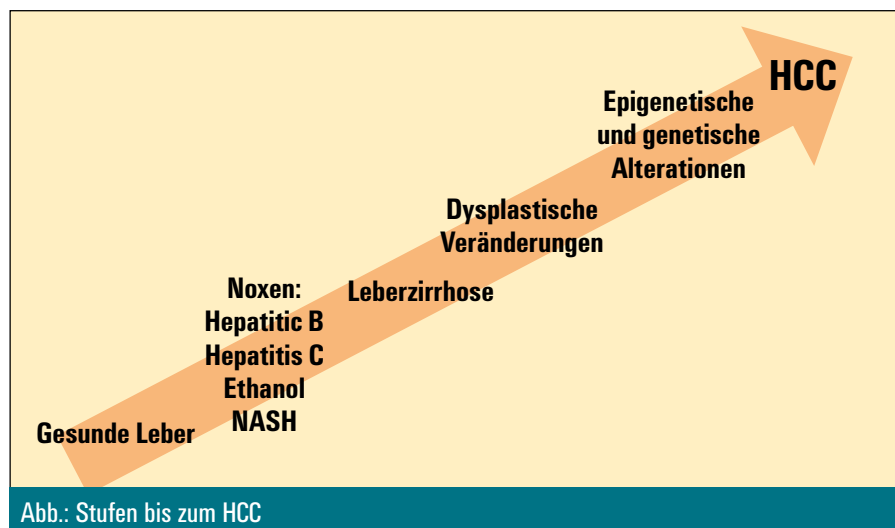 Gesunde Leber
Noxen:
Hepatitic B
Hepatitis C
Ethanol
NASH
Leberzirrhose
Dysplastische
Veränderungen
Epigenetische
und genetische
Alterationen
HCC
Abb.: Stufen bis zum HCC